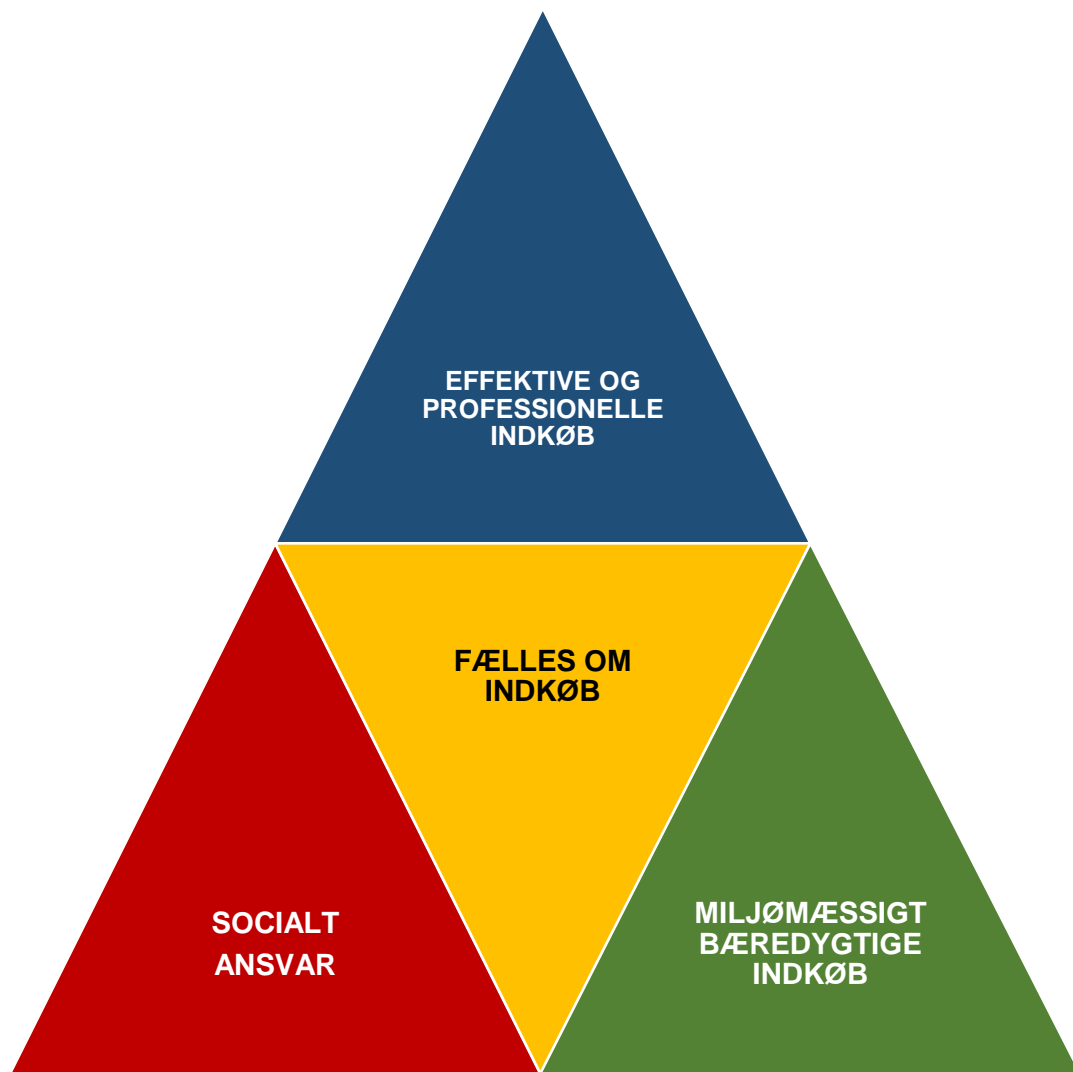 EFFEKTIVE OG
PROFESSIONELLE
INDKØB
FÆLLES OM
INDKØB
SOCIALT
ANSVAR
MILJØMÆSSIGT
BÆREDYGTIGE
INDKØB